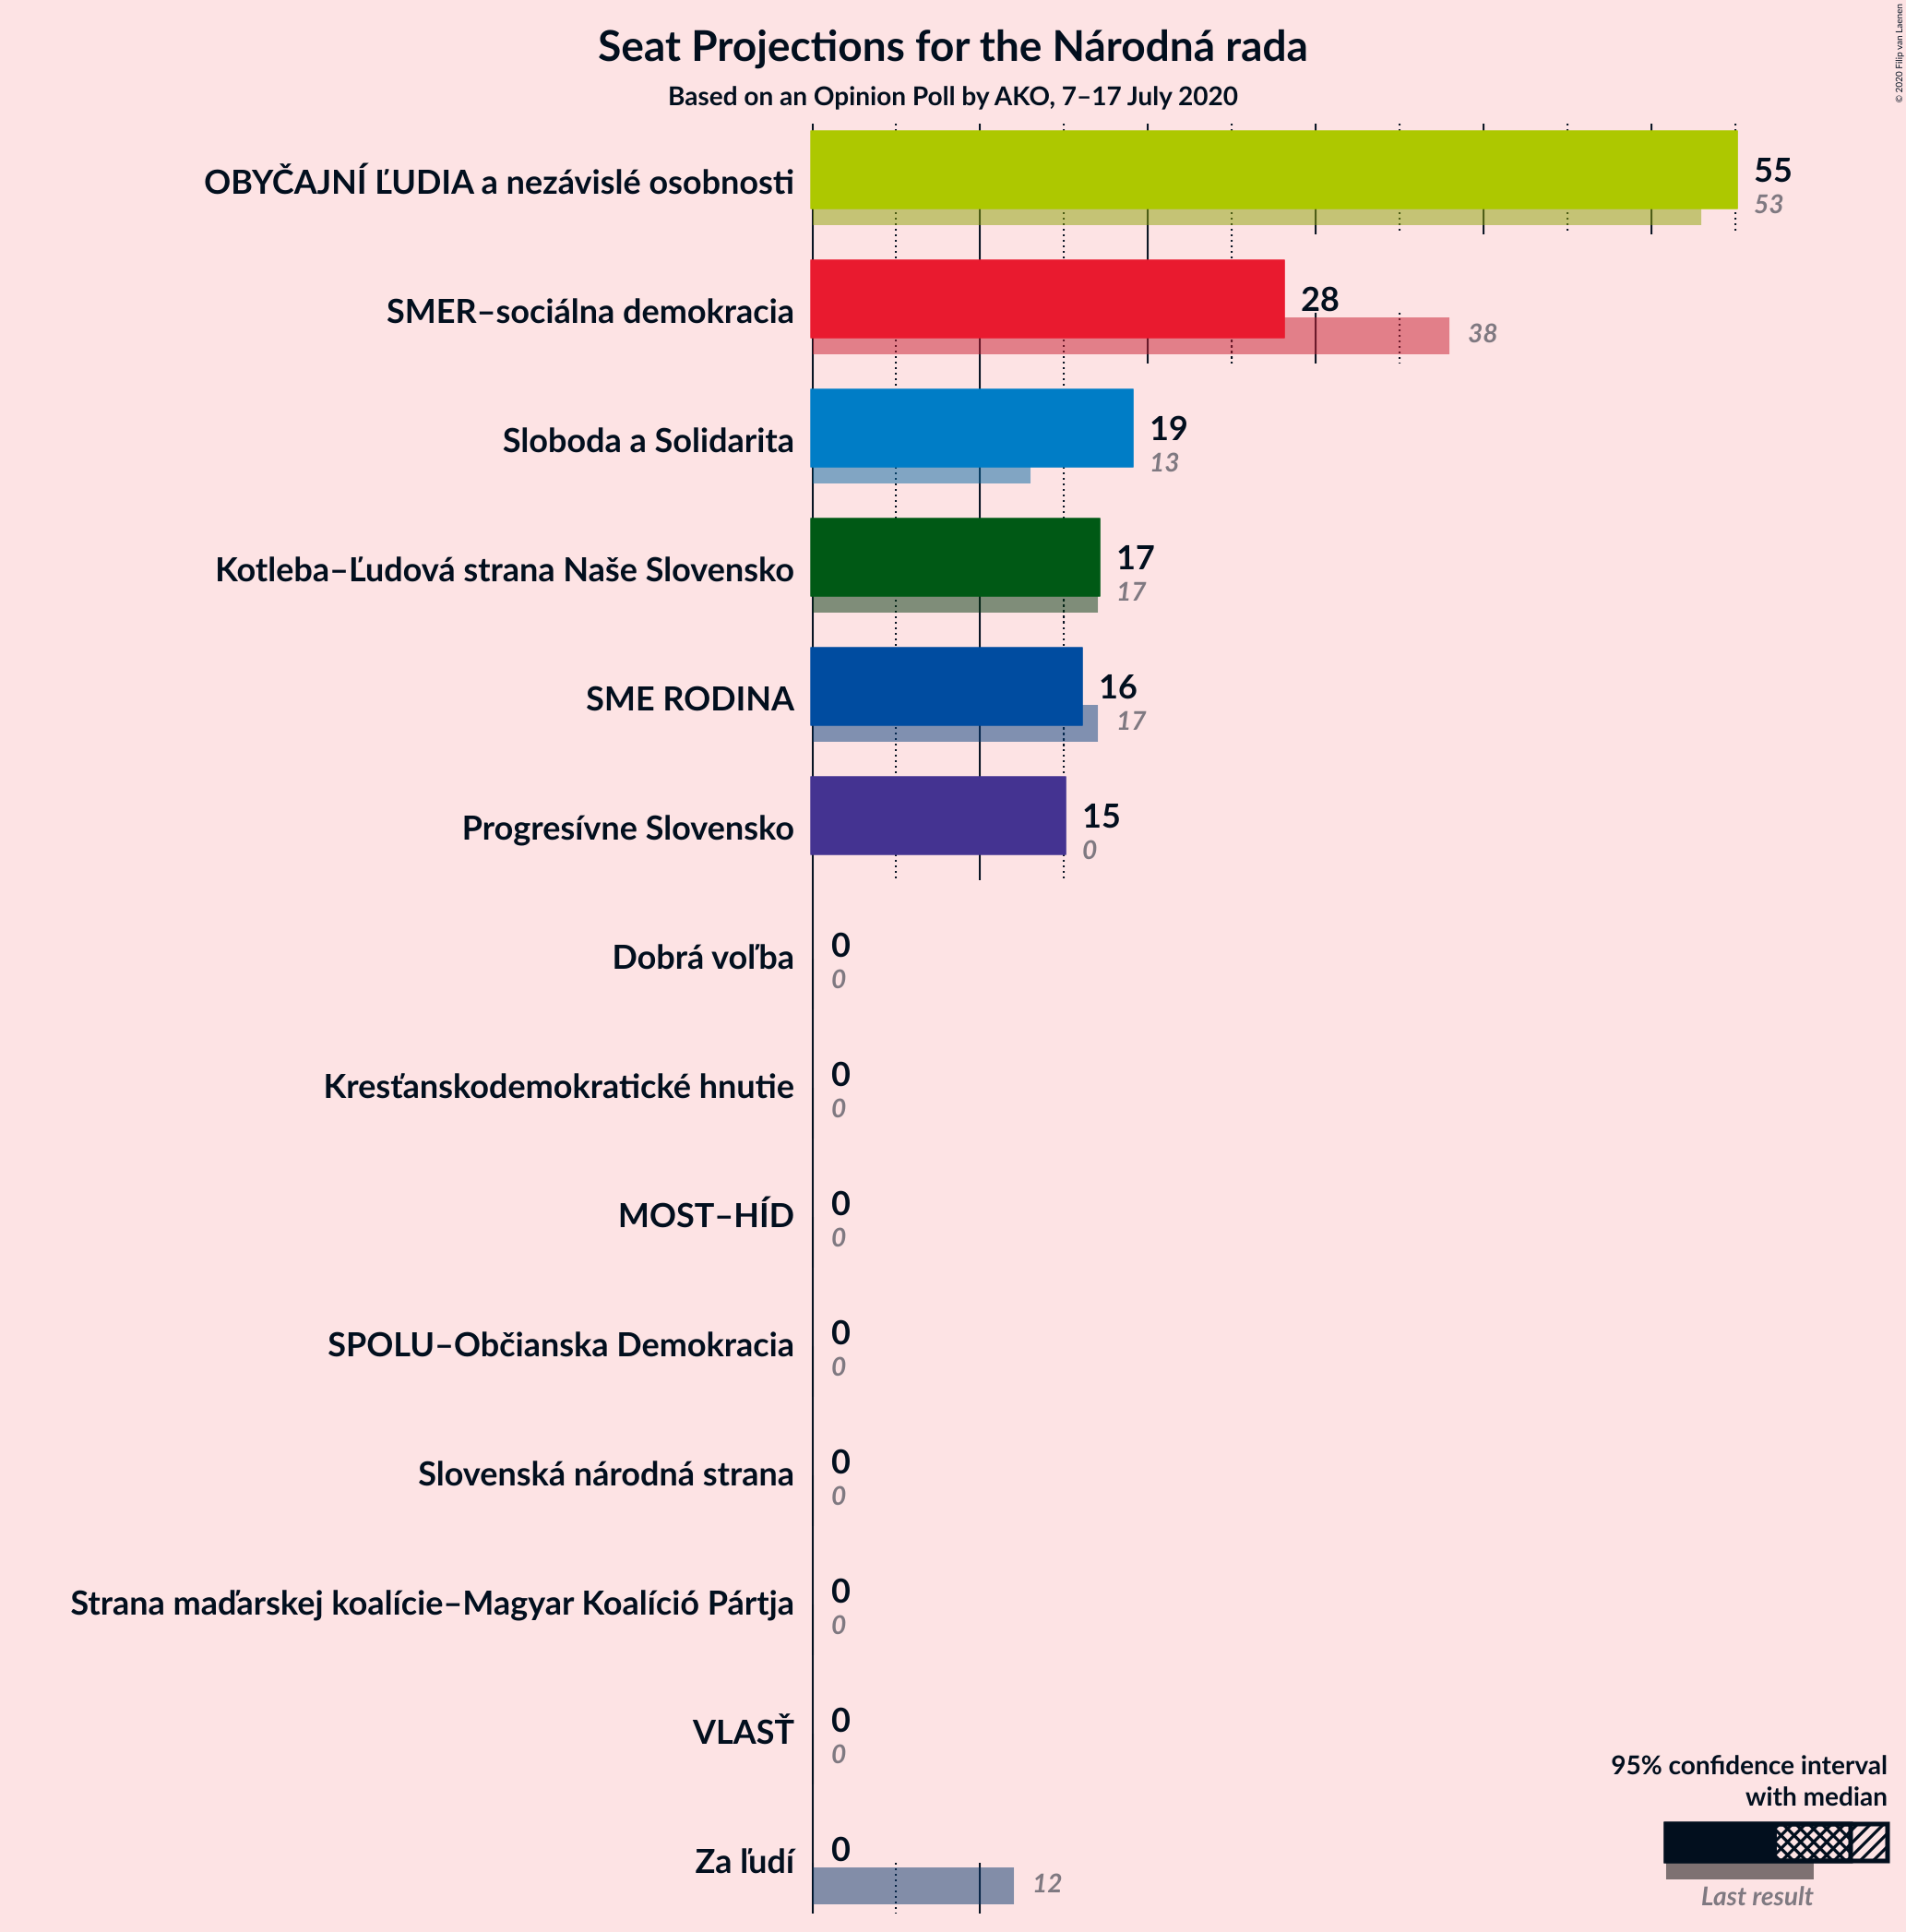 Seat Projections for the Národná rada
Based on an Opinion Poll by AKO, 7–17 July 2020
© 2020 Filip van Laenen
OBYČAJNÍ ĽUDIA a nezávislé osobnosti
55
53
SMER–sociálna demokracia
28
38
Sloboda a Solidarita
19
13
Kotleba–Ľudová strana Naše Slovensko
17
17
SME RODINA
16
17
Progresívne Slovensko
15
0
Dobrá voľba
0
0
Kresťanskodemokratické hnutie
0
0
MOST–HÍD
0
0
SPOLU–Občianska Demokracia
0
0
Slovenská národná strana
0
0
Strana maďarskej koalície–Magyar Koalíció Pártja
0
0
VLASŤ
0
0
Za ľudí
0
12
95% confidence interval
with median
Last result